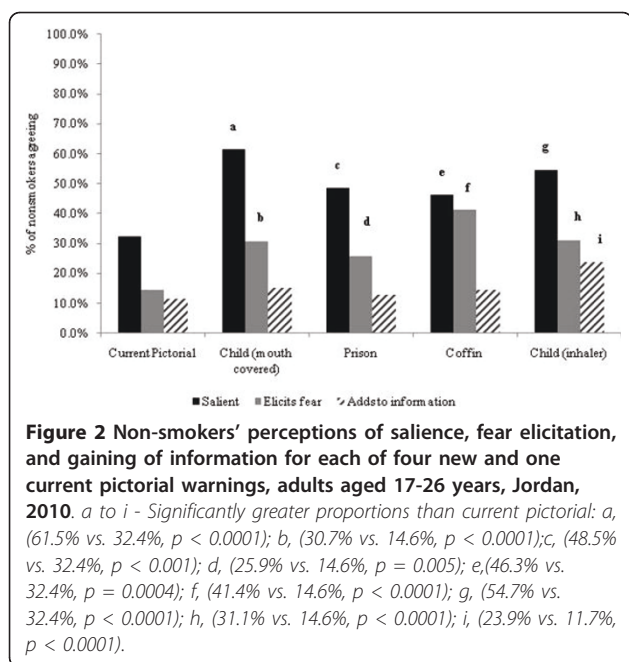 100.0%
90.0%
80.0%
70.0%
60.0%
50.0%
40.0%
30.0%
20.0%
10.0%
0.0%
% of nonsmokers agreeing
a
b
c
d
e
f
g
h
i
Current Pictorial
Child (mouth
covered)
Prison
Coffin
Child (inhaler)
Salient
Elicits fear
Adds to information
Figure 2 Non-smokers’ perceptions of salience, fear elicitation,
and gaining of information for each of four new and one
current pictorial warnings, adults aged 17-26 years, Jordan,
2010. a to i - Significantly greater proportions than current pictorial: a,
(61.5% vs. 32.4%, p < 0.0001); b, (30.7% vs. 14.6%, p < 0.0001);c, (48.5%
vs. 32.4%, p < 0.001); d, (25.9% vs. 14.6%, p = 0.005); e,(46.3% vs.
32.4%, p = 0.0004); f, (41.4% vs. 14.6%, p < 0.0001); g, (54.7% vs.
32.4%, p < 0.0001); h, (31.1% vs. 14.6%, p < 0.0001); i, (23.9% vs. 11.7%,
p < 0.0001).